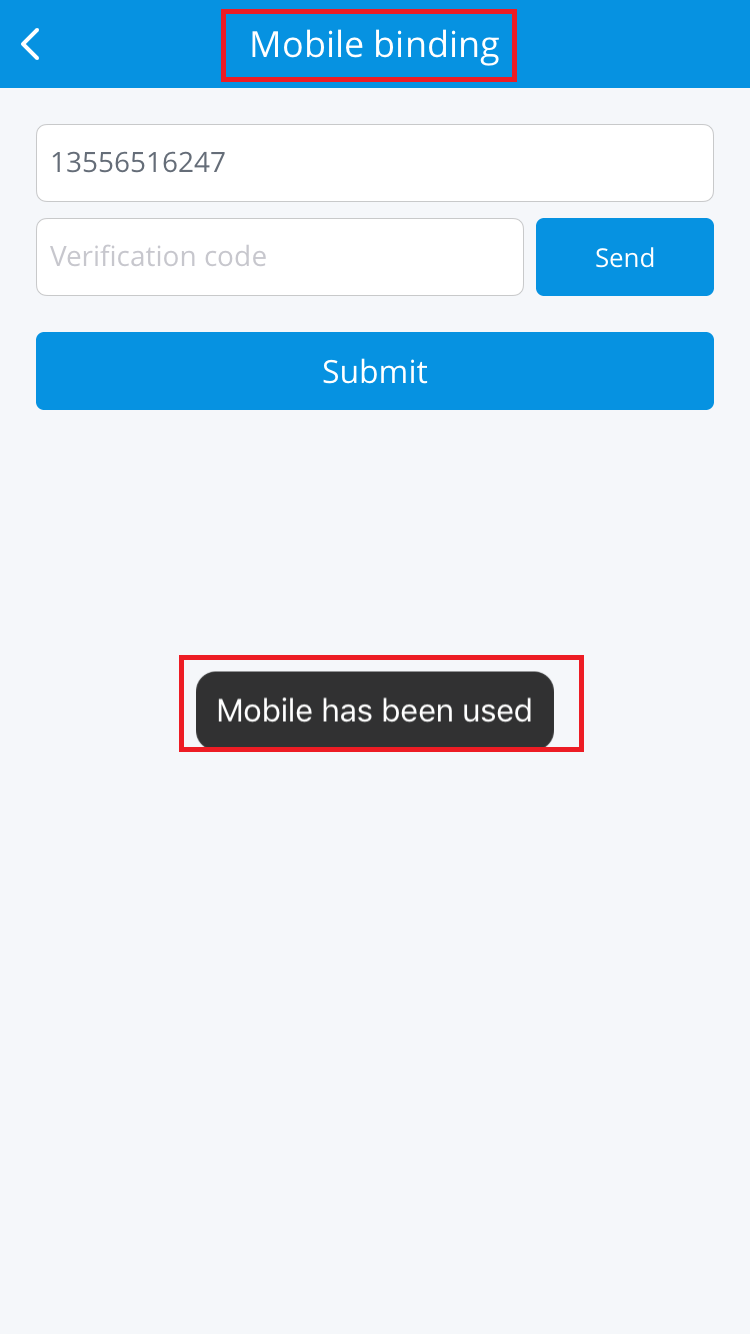 Mobile binding
13556516247
Verification code
Send
Submit
Mobile has been used